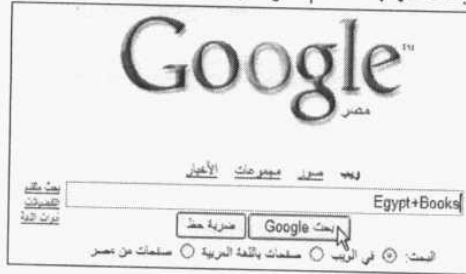 Google™
مصر
ويب صور مجموعات الأخبار
بحث متقدم
التفضيلات
أدوات اللغة
Egypt+Books
بحث Google ضربة حظ
البحث: في الويب صفحات باللغة العربية صفحات من مصر